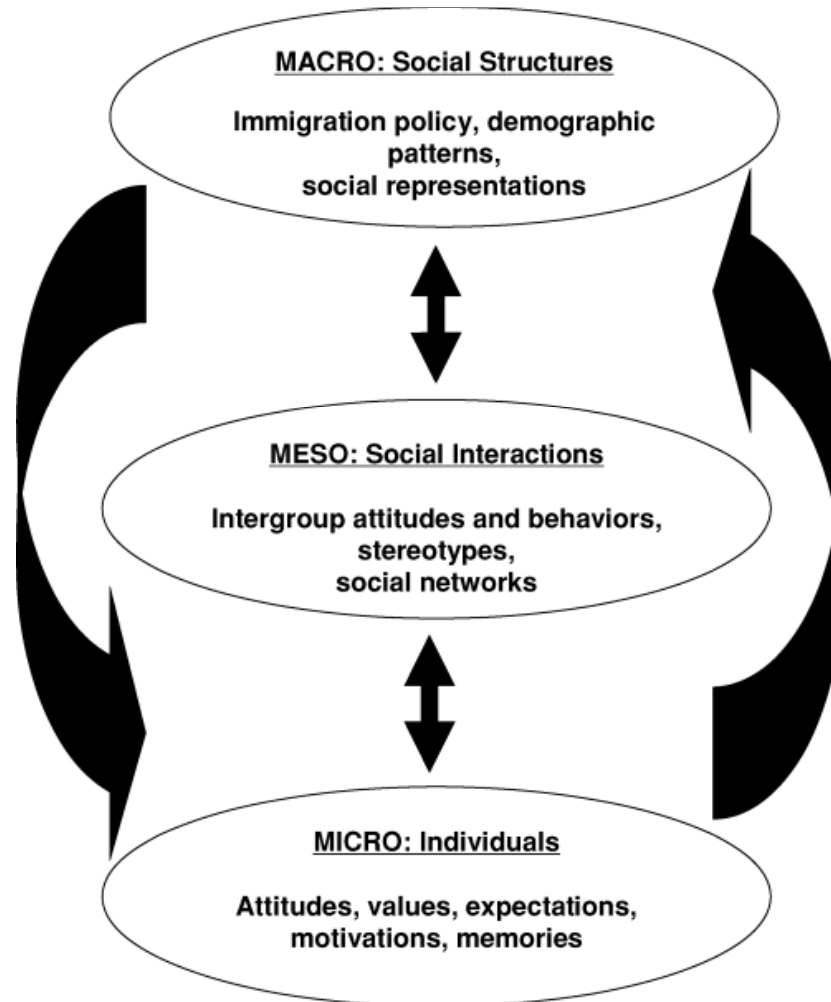 MACRO: Social Structures
Immigration policy, demographic
patterns,
social representations
MESO: Social Interactions
Intergroup attitudes and behaviors,
stereotypes,
social networks
MICRO: Individuals
Attitudes, values, expectations,
motivations, memories